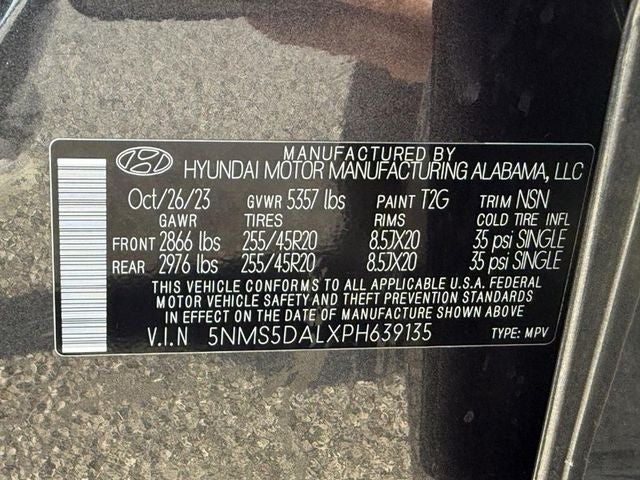 MANUFACTURED BY
HYUNDAI MOTOR MANUFACTURING ALABAMA, LLC
Oct/26/23 GVWR 5357 lbs PAINT T2G TRIM NSN
GAWR TIRES RIMS COLD TIRE INFL
FRONT 2866 lbs 255/45R20 8.5JX20 35 psi SINGLE
REAR 2976 lbs 255/45R20 8.5JX20 35 psi SINGLE
THIS VEHICLE CONFORMS TO ALL APPLICABLE U.S.A. FEDERAL
MOTOR VEHICLE SAFETY AND THEFT PREVENTION STANDARDS
IN EFFECT ON THE DATE OF MANUFACTURE SHOWN ABOVE
V.I.N 5NMS5DALXPH639135 TYPE: MPV